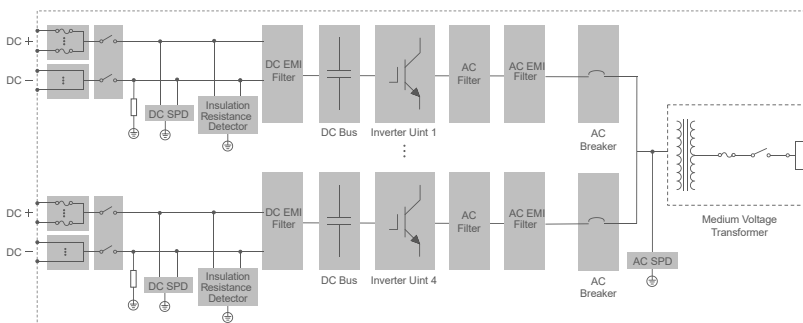 DC +
DC −
DC SPD
Insulation
Resistance
Detector
DC EMI
Filter
DC Bus
Inverter Uint 1
AC
Filter
AC EMI
Filter
AC
Breaker
Medium Voltage
Transformer
DC +
DC −
DC SPD
Insulation
Resistance
Detector
DC EMI
Filter
DC Bus
Inverter Uint 4
AC
Filter
AC EMI
Filter
AC
Breaker
AC SPD